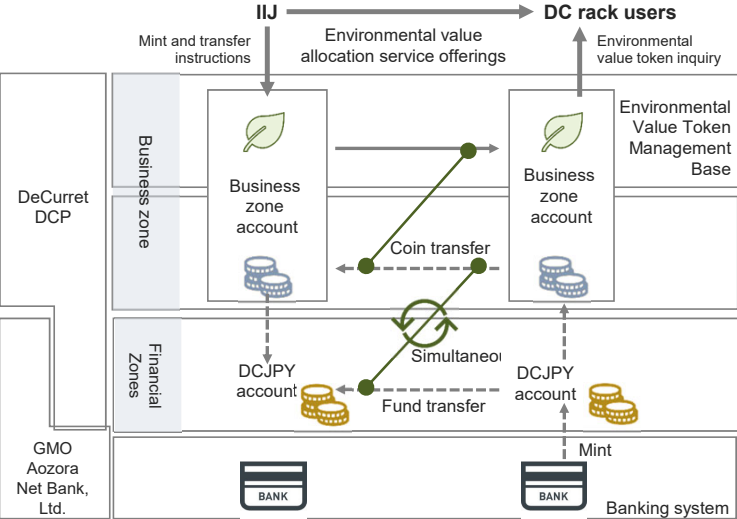 IIJ
DC rack users
Mint and transfer
instructions
Environmental value
allocation service offerings
Environmental
value token inquiry
Environmental
Value Token
Management
Base
DeCurret
DCP
Business zone
Business
zone
account
Business
zone
account
Coin transfer
Financial
Zones
Simultaneou
DCJPY
account
DCJPY
account
Fund transfer
GMO
Aozora
Net Bank,
Ltd.
Mint
BANK
BANK
Banking system